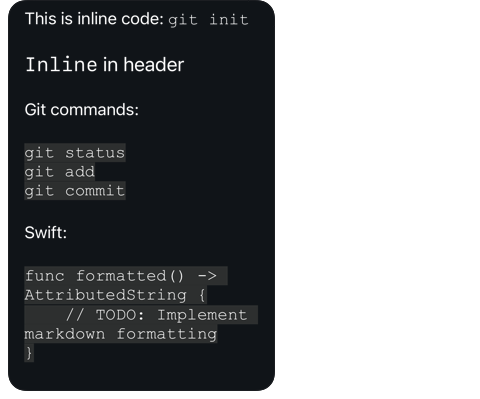 This is inline code: git init
Inline in header
Git commands:
git status
git add
git commit
Swift:
func formatted() ->
AttributedString {
    // TODO: Implement
markdown formatting
}